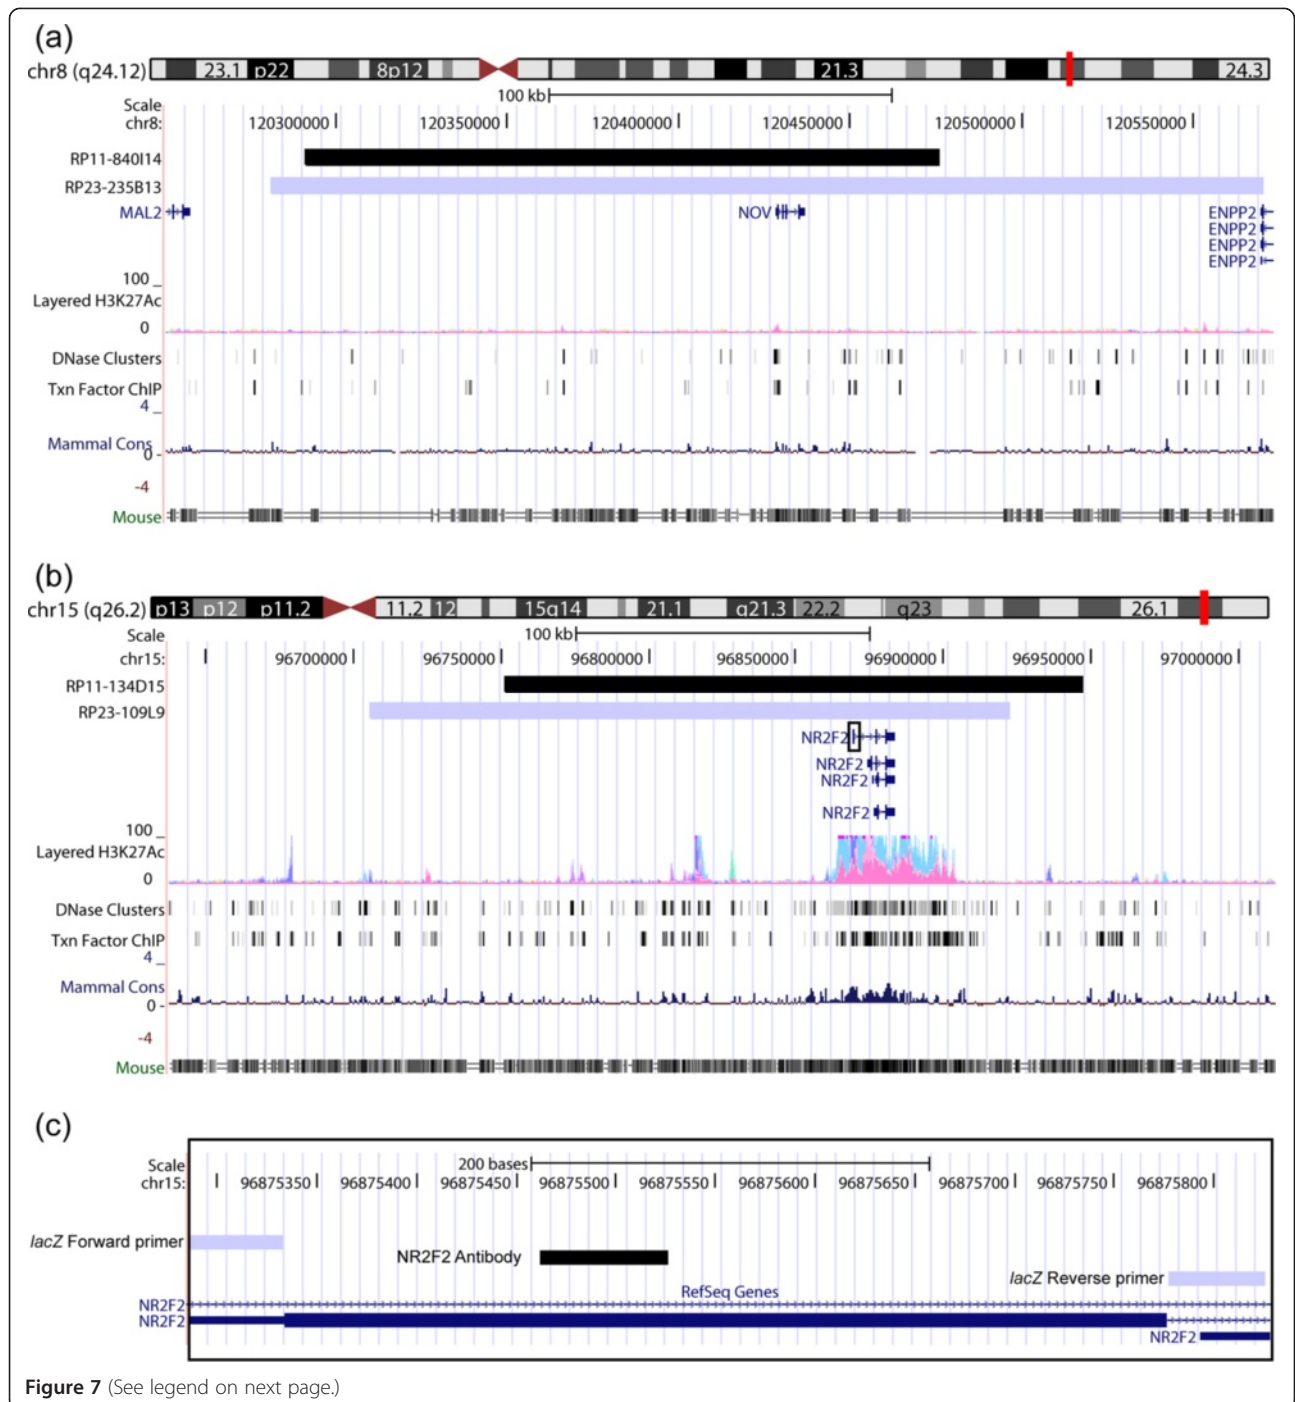 (a)
chr8 (q24.12) 23.1 p22 8p12 21.3 24.3
Scale 100 kb
chr8: 120300000 120350000 120400000 120450000 120500000 120550000
RP11-840I14
RP23-235B13
MAL2 NOV ENPP2
ENPP2
ENPP2
ENPP2
100
Layered H3K27Ac
0
DNase Clusters
Txn Factor ChIP
4
Mammal Cons
0
-4
Mouse
(b)
chr15 (q26.2) p13 p12 p11.2 11.2 12 15q14 21.1 q21.3 22.2 q23 26.1
Scale 100 kb
chr15: 96700000 96750000 96800000 96850000 96900000 96950000 97000000
RP11-134D15
RP23-109L9
NR2F2
NR2F2
NR2F2
NR2F2
100
Layered H3K27Ac
0
DNase Clusters
Txn Factor ChIP
4
Mammal Cons
0
-4
Mouse
(c)
Scale 200 bases
chr15: 96875350 96875400 96875450 96875500 96875550 96875600 96875650 96875700 96875750 96875800
lacZ Forward primer
NR2F2 Antibody
lacZ Reverse primer
RefSeq Genes
NR2F2
NR2F2
NR2F2
Figure 7 (See legend on next page.)